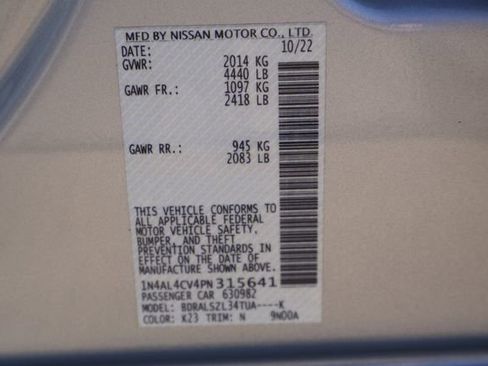 MFD BY NISSAN MOTOR CO., LTD.
DATE: 10/22
GVWR: 2014 KG
4440 LB
GAWR FR.: 1097 KG
2418 LB
GAWR RR.: 945 KG
2083 LB
THIS VEHICLE CONFORMS TO
ALL APPLICABLE FEDERAL
MOTOR VEHICLE SAFETY,
BUMPER, AND THEFT
PREVENTION STANDARDS IN
EFFECT ON THE DATE OF
MANUFACTURE SHOWN ABOVE.
1N4AL4CV4PN315641
PASSENGER CAR 630982
MODEL: BDRALSZL34TUA----K
COLOR: K23 TRIM: N 9N00A